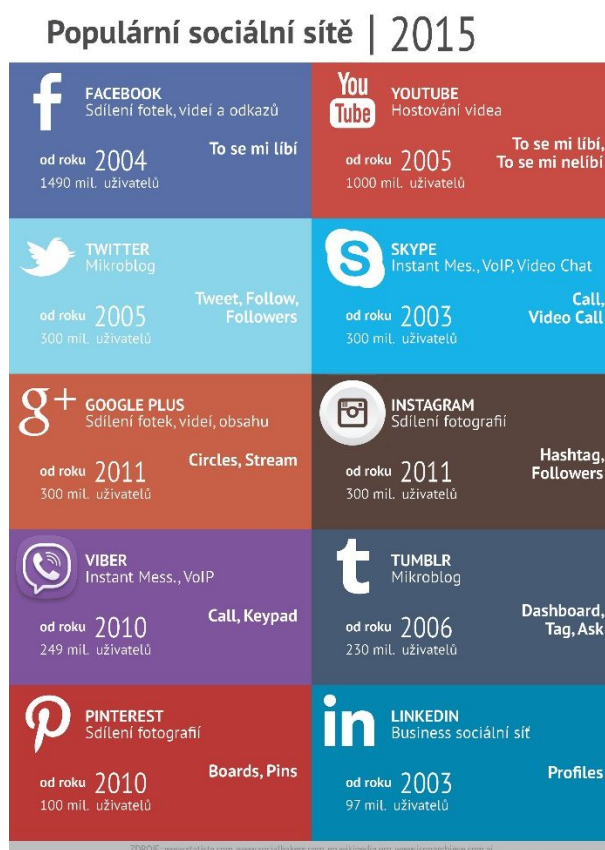 Populární sociální sítě | 2015
FACEBOOK
Sdílení fotek, videí a odkazů
To se mi líbí
od roku 2004
1490 mil. uživatelů
You
Tube
YOUTUBE
Hostování videa
To se mi líbí,
To se mi nelíbí
od roku 2005
1000 mil. uživatelů
TWITTER
Mikroblog
Tweet, Follow,
Followers
od roku 2005
300 mil. uživatelů
SKYPE
Instant Mes., VoIP, Video Chat
Call,
Video Call
od roku 2003
300 mil. uživatelů
g+
GOOGLE PLUS
Sdílení fotek, videí, obsahu
Circles, Stream
od roku 2011
300 mil. uživatelů
INSTAGRAM
Sdílení fotografií
Hashtag,
Followers
od roku 2011
300 mil. uživatelů
VIBER
Instant Mess., VoIP
Call, Keypad
od roku 2010
249 mil. uživatelů
t
TUMBLR
Mikroblog
Dashboard,
Tag, Ask
od roku 2006
230 mil. uživatelů
PINTEREST
Sdílení fotografií
Boards, Pins
od roku 2010
100 mil. uživatelů
in
LINKEDIN
Business sociální síť
Profiles
od roku 2003
97 mil. uživatelů